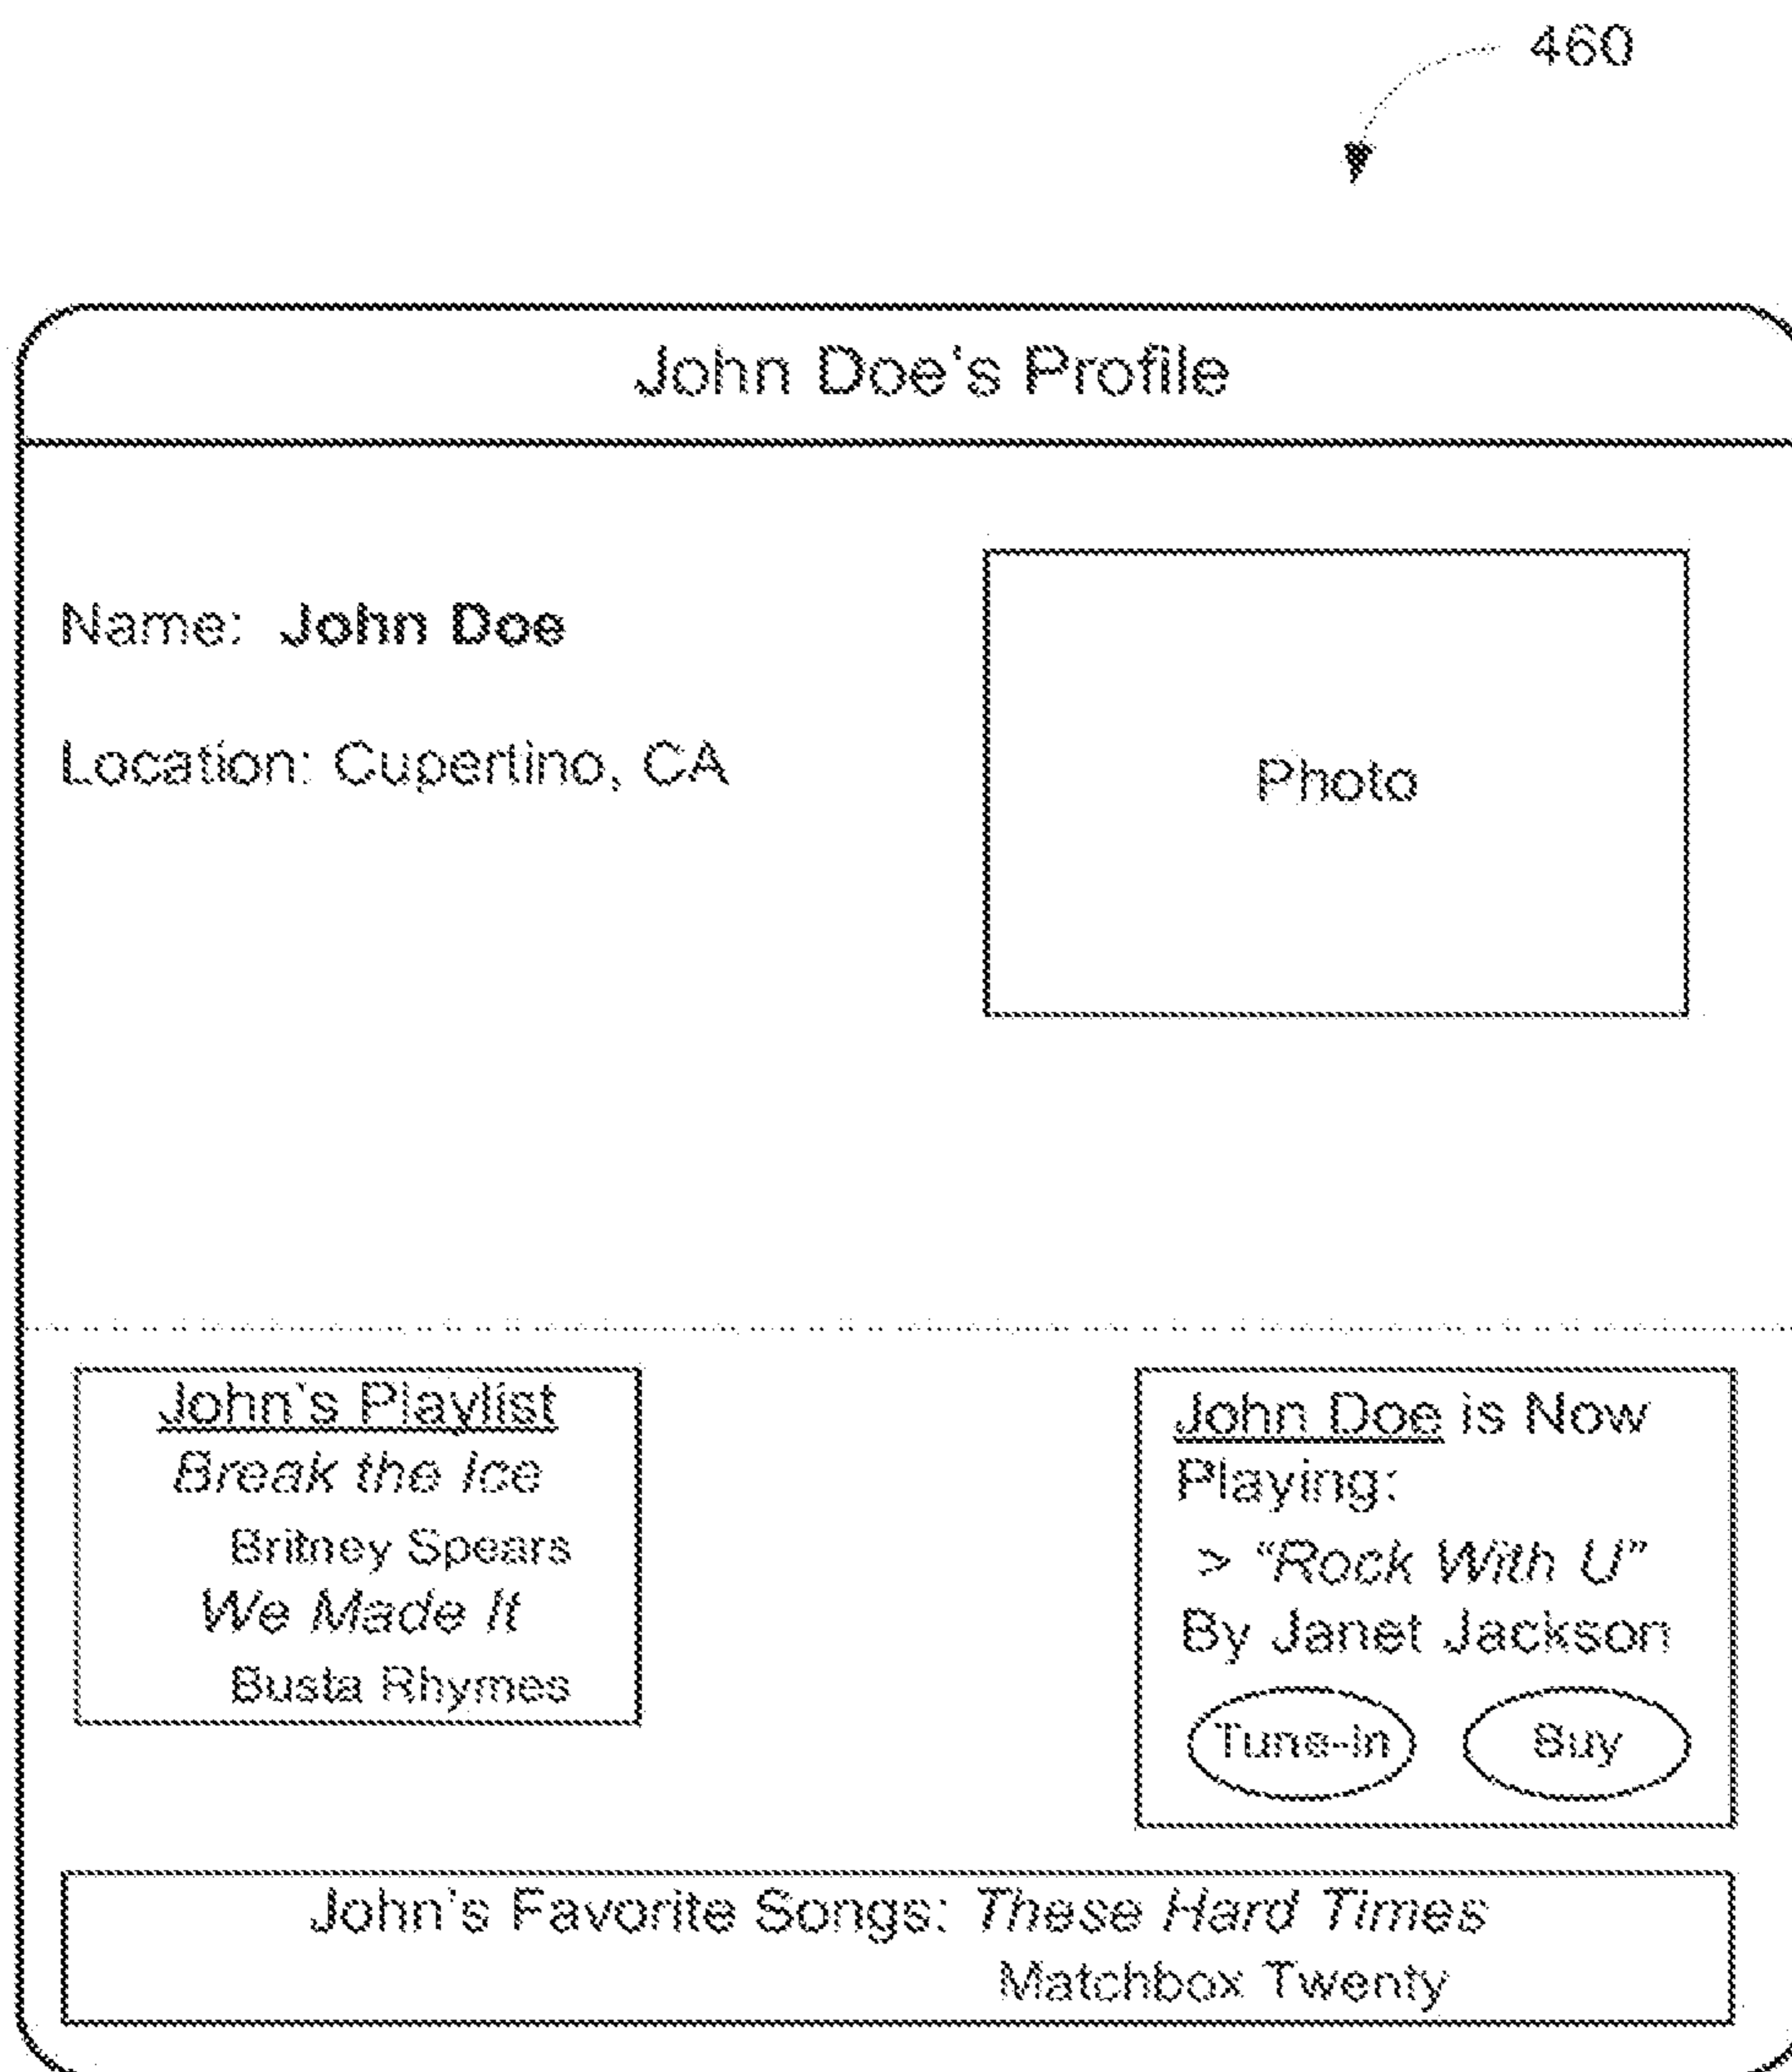 460
John Doe's Profile
Name: John Doe
Location: Cupertino, CA
Photo
John's Playlist
Break the Ice
Britney Spears
We Made It
Busta Rhymes
John Doe is Now
Playing:
> “Rock With U”
By Janet Jackson
Tune-in
Buy
John's Favorite Songs: These Hard Times
Matchbox Twenty